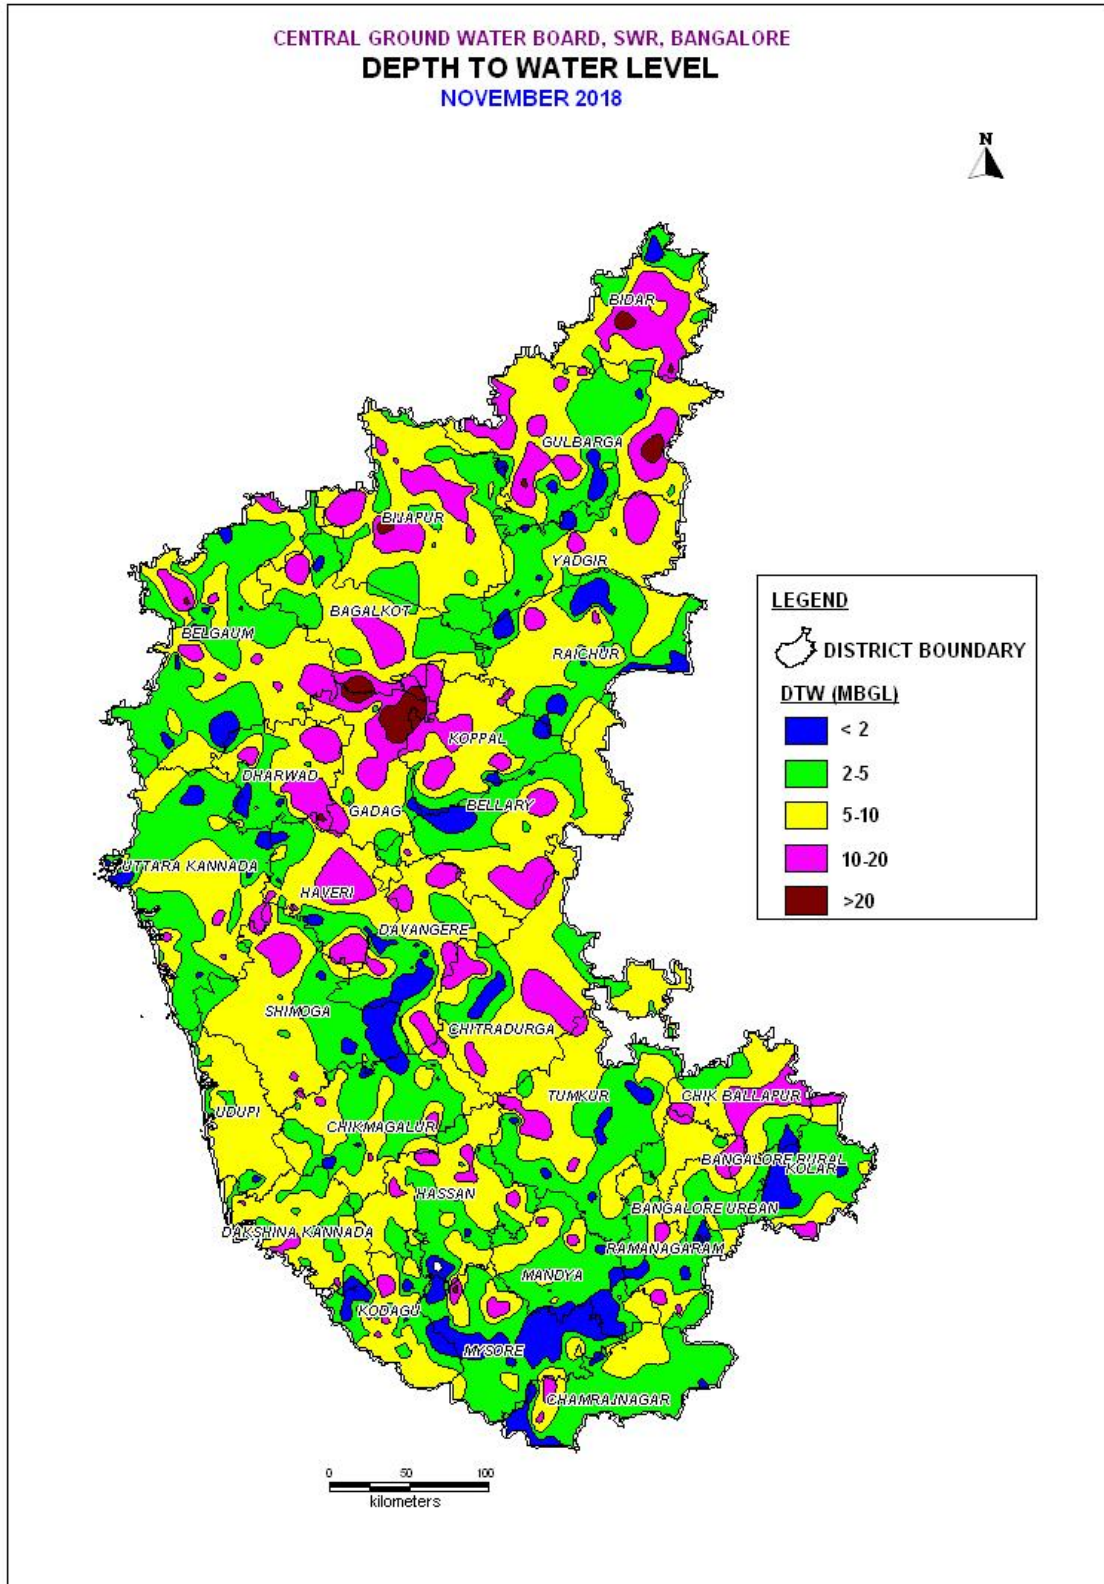 CENTRAL GROUND WATER BOARD, SWR, BANGALORE
DEPTH TO WATER LEVEL
NOVEMBER 2018
N
BIDAR
GULBARGA
BIJAPUR
YADGIR
BAGALKOT
BELGAUM
RAICHUR
KOPPAL
DHARWAD
GADAG
BELLARY
UTTARA KANNADA
HAVERI
DAVANGERE
SHIMOGA
CHITRADURGA
TUMKUR
CHIK BALLAPUR
UDUPI
CHIKMAGALUR
BANGALORE RURAL
KOLAR
HASSAN
BANGALORE URBAN
DAKSHINA KANNADA
RAMANAGARAM
MANDYA
KODAGU
MYSORE
CHAMRAJNAGAR
LEGEND
DISTRICT BOUNDARY
DTW (MBGL)
< 2
2-5
5-10
10-20
>20
0 50 100
kilometers